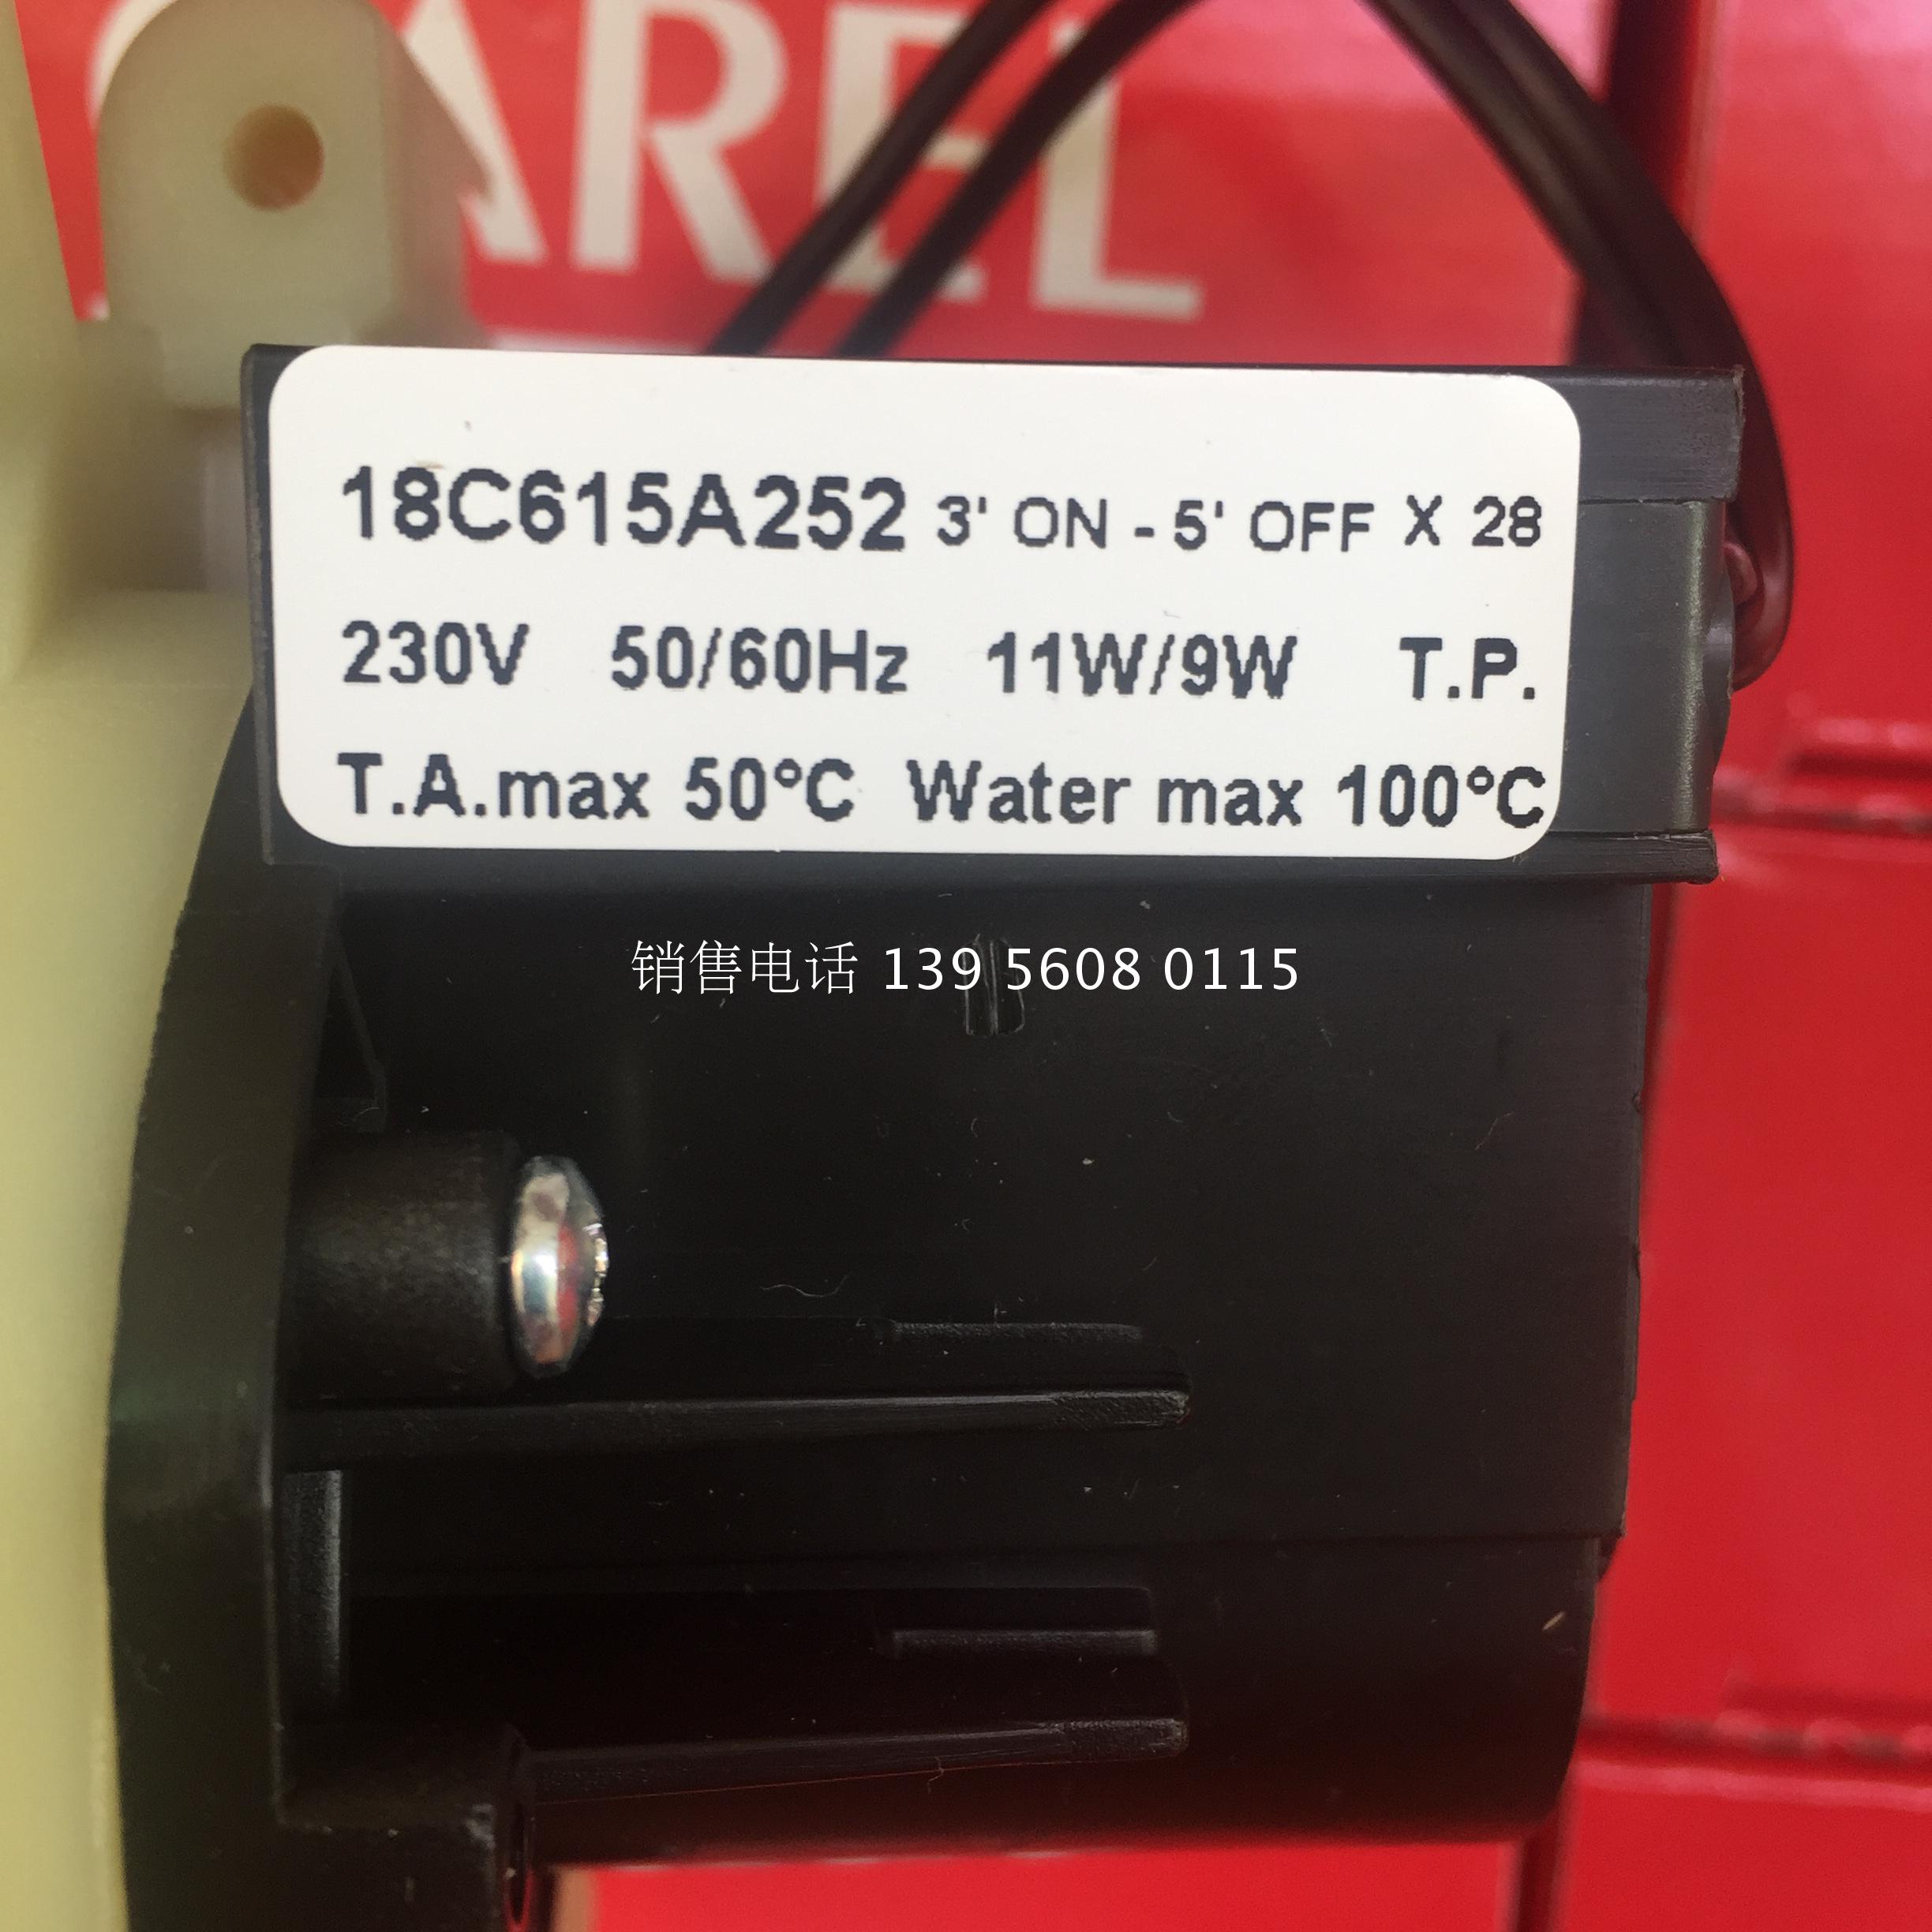 CAREL
18C615A252 3' ON - 5' OFF X 28
230V 50/60Hz 11W/9W T.P.
T.A.max 50°C Water max 100°C
销售电话 139 5608 0115